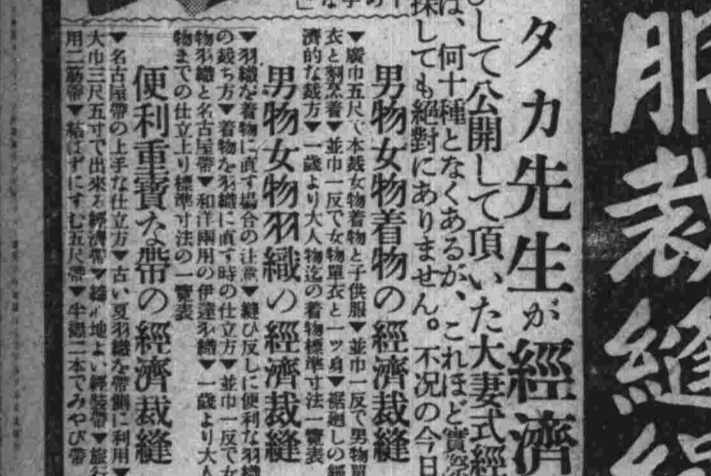 服裁縫
タカ先生が經濟
して公開して頂いた大妻式經
は、何十種となくあるが、これほど實
探しても絕對にありません。不況の今日
男物女物着物の經濟裁縫
▼廣巾五尺で本裁女物着物と子供服▼並巾一反で男物單
衣と割烹着▼並巾一反で女物單衣と一ツ身▼裾廻しの經
濟的な裁方▼一歲より大人物迄の着物標準寸法一覽表
男物女物羽織の經濟裁縫
▼羽織を着物に直す場合の注意▼縫ひ反しに便利な羽織
の裁ち方▼着物を羽織に直す時の仕立方▼並巾一反で女
物羽織と名古屋帶▼和洋兩用の伊達羽織▼一歲より大人
物までの仕立上り標準寸法の一覽表
便利重寶な帶の經濟裁縫
▼名古屋帶の上手な仕立方▼古い夏羽織を帶側に利用▼
大巾三尺五寸で出來る經濟帶▼締め地よい輕裝帶▼旅行
用二筋帶▼結ばずにすむ五尺帶▼半襟二本でみやび帶